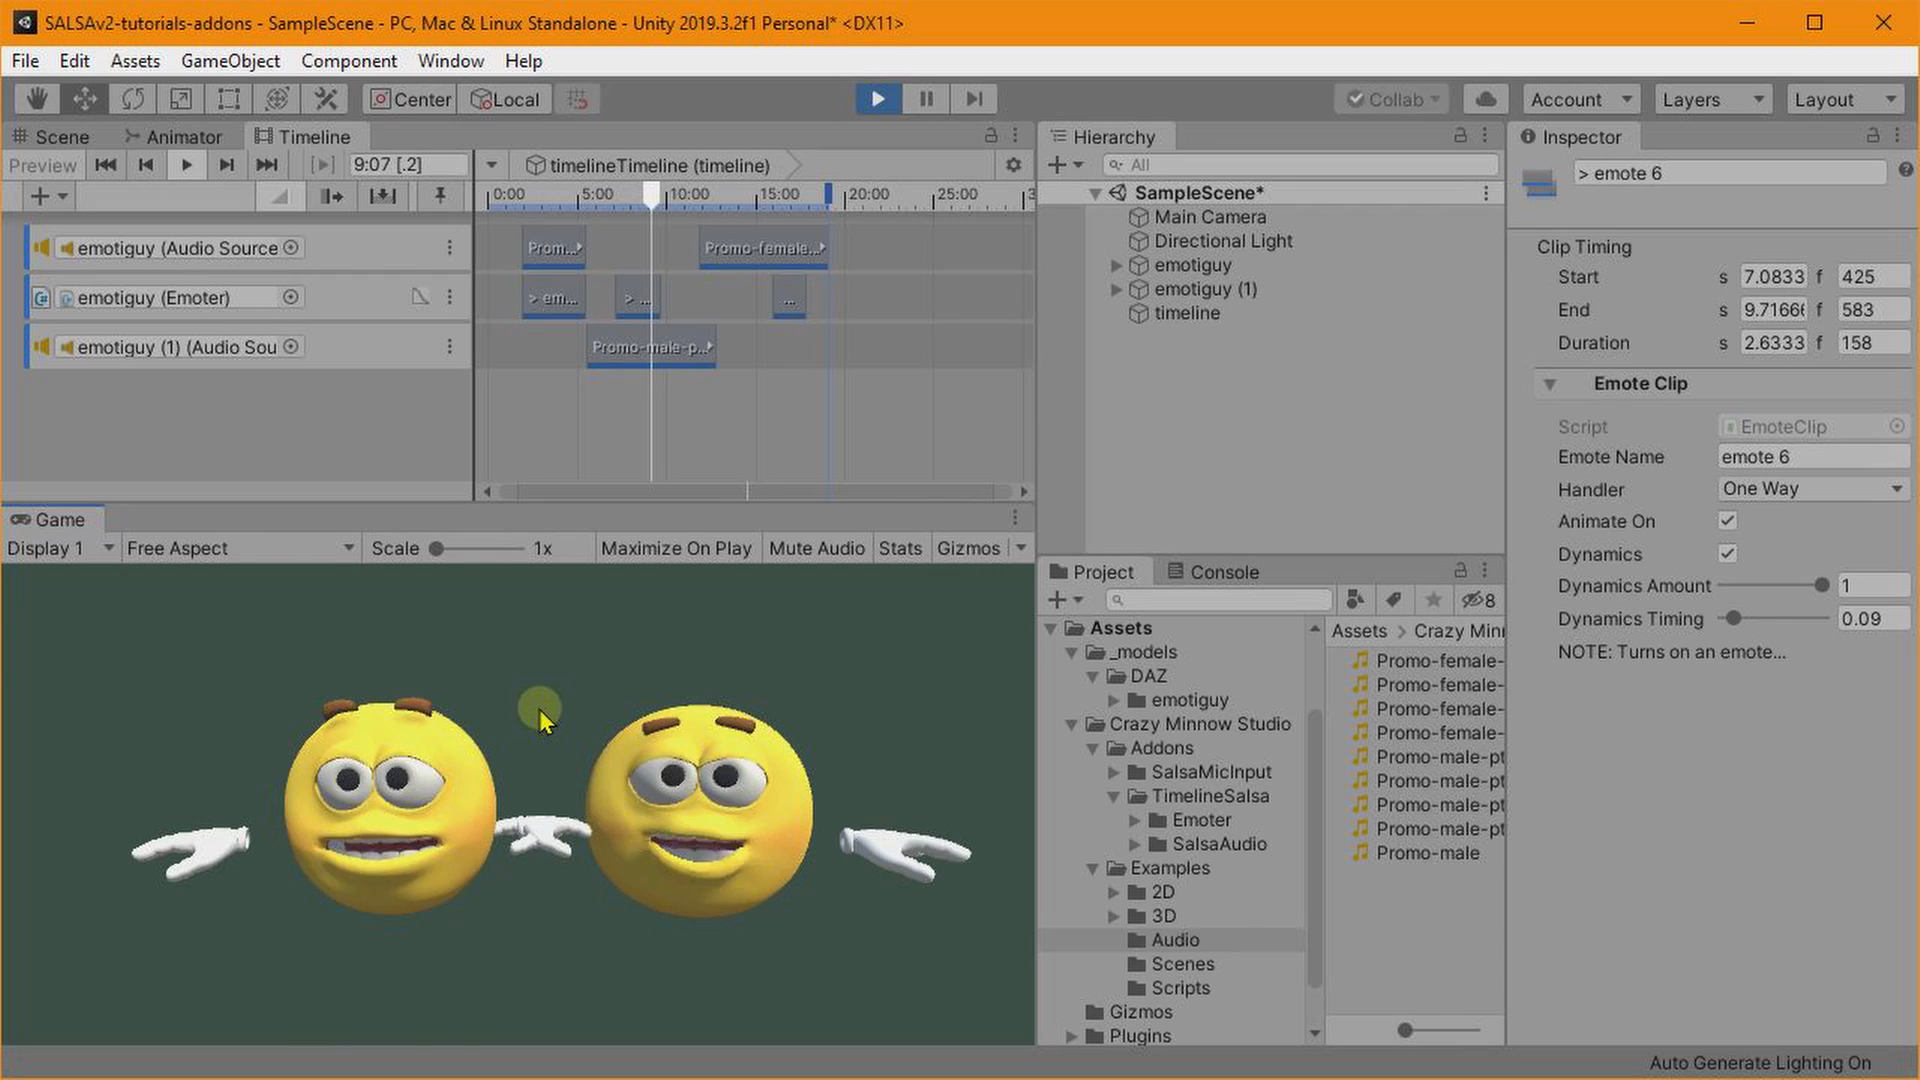 SALSAv2-tutorials-addons - SampleScene - PC, Mac & Linux Standalone - Unity 2019.3.2f1 Personal* <DX11>
File Edit Assets GameObject Component Window Help
Center Local Collab Account Layers Layout
Scene Animator Timeline
Preview 9:07 [.2] timelineTimeline (timeline)
0:00 5:00 10:00 15:00 20:00 25:00 3
emotiguy (Audio Source Prom... Promo-female...
emotiguy (Emoter) > em... > ... ...
emotiguy (1) (Audio Sou Promo-male-p...
Game
Display 1 Free Aspect Scale 1x Maximize On Play Mute Audio Stats Gizmos
Hierarchy
All
SampleScene*
Main Camera
Directional Light
emotiguy
emotiguy (1)
timeline
Project Console
8
Assets
_models
DAZ
emotiguy
Crazy Minnow Studio
Addons
SalsaMicInput
TimelineSalsa
Emoter
SalsaAudio
Examples
2D
3D
Audio
Scenes
Scripts
Gizmos
Plugins
Assets > Crazy Minn
Promo-female-
Promo-female-
Promo-female-
Promo-female-
Promo-male-pt
Promo-male-pt
Promo-male-pt
Promo-male-pt
Promo-male
Inspector
> emote 6
Clip Timing
Start s 7.0833 f 425
End s 9.7166 f 583
Duration s 2.6333 f 158
Emote Clip
Script EmoteClip
Emote Name emote 6
Handler One Way
Animate On
Dynamics
Dynamics Amount 1
Dynamics Timing 0.09
NOTE: Turns on an emote...
Auto Generate Lighting On